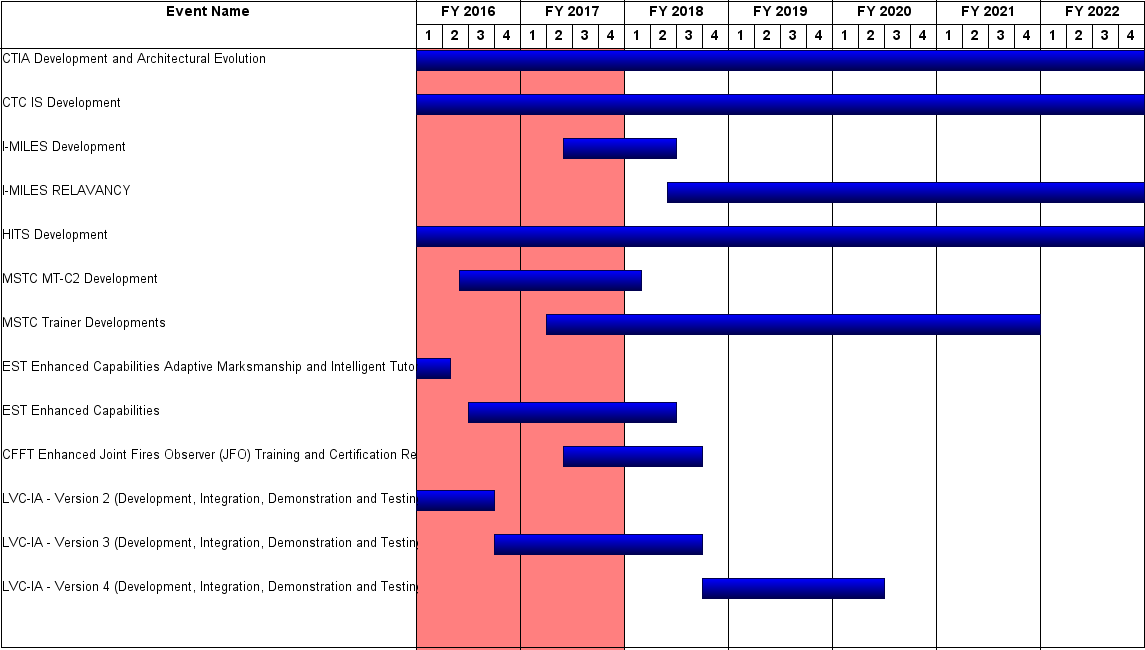 Event Name FY 2016 FY 2017 FY 2018 FY 2019 FY 2020 FY 2021 FY 2022
1 2 3 4 1 2 3 4 1 2 3 4 1 2 3 4 1 2 3 4 1 2 3 4 1 2 3 4
CTIA Development and Architectural Evolution
CTC IS Development
I-MILES Development
I-MILES RELAVANCY
HITS Development
MSTC MT-C2 Development
MSTC Trainer Developments
EST Enhanced Capabilities Adaptive Marksmanship and Intelligent Tuto
EST Enhanced Capabilities
CFFT Enhanced Joint Fires Observer (JFO) Training and Certification Re
LVC-IA - Version 2 (Development, Integration, Demonstration and Testin
LVC-IA - Version 3 (Development, Integration, Demonstration and Testin
LVC-IA - Version 4 (Development, Integration, Demonstration and Testin